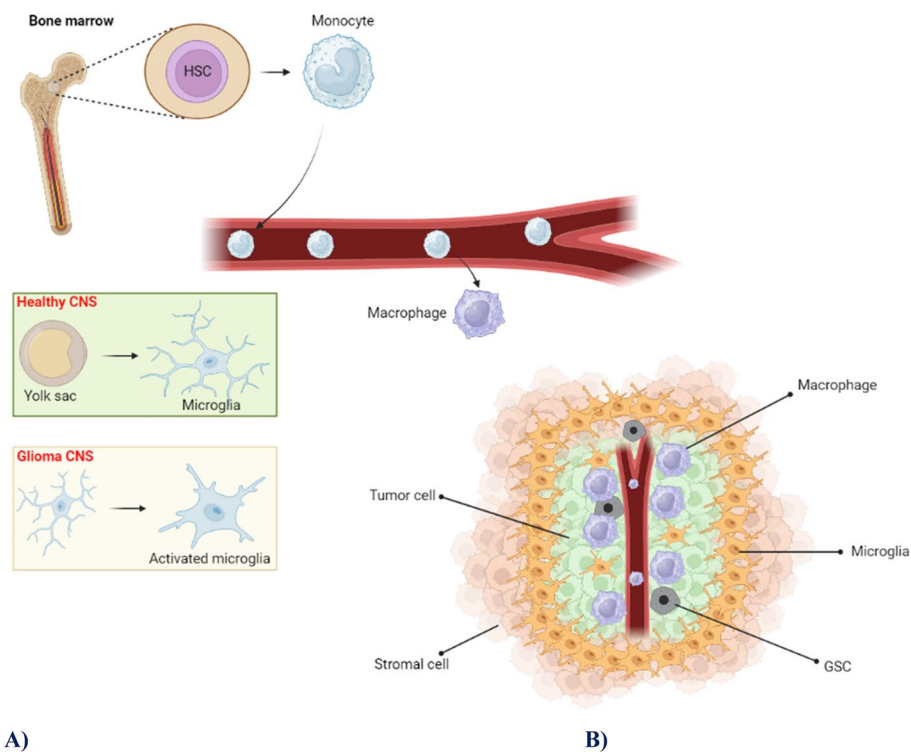 Bone marrow
Monocyte
HSC
Macrophage
Healthy CNS
Yolk sac
Microglia
Glioma CNS
Activated microglia
Macrophage
Tumor cell
Microglia
Stromal cell
GSC
A)
B)